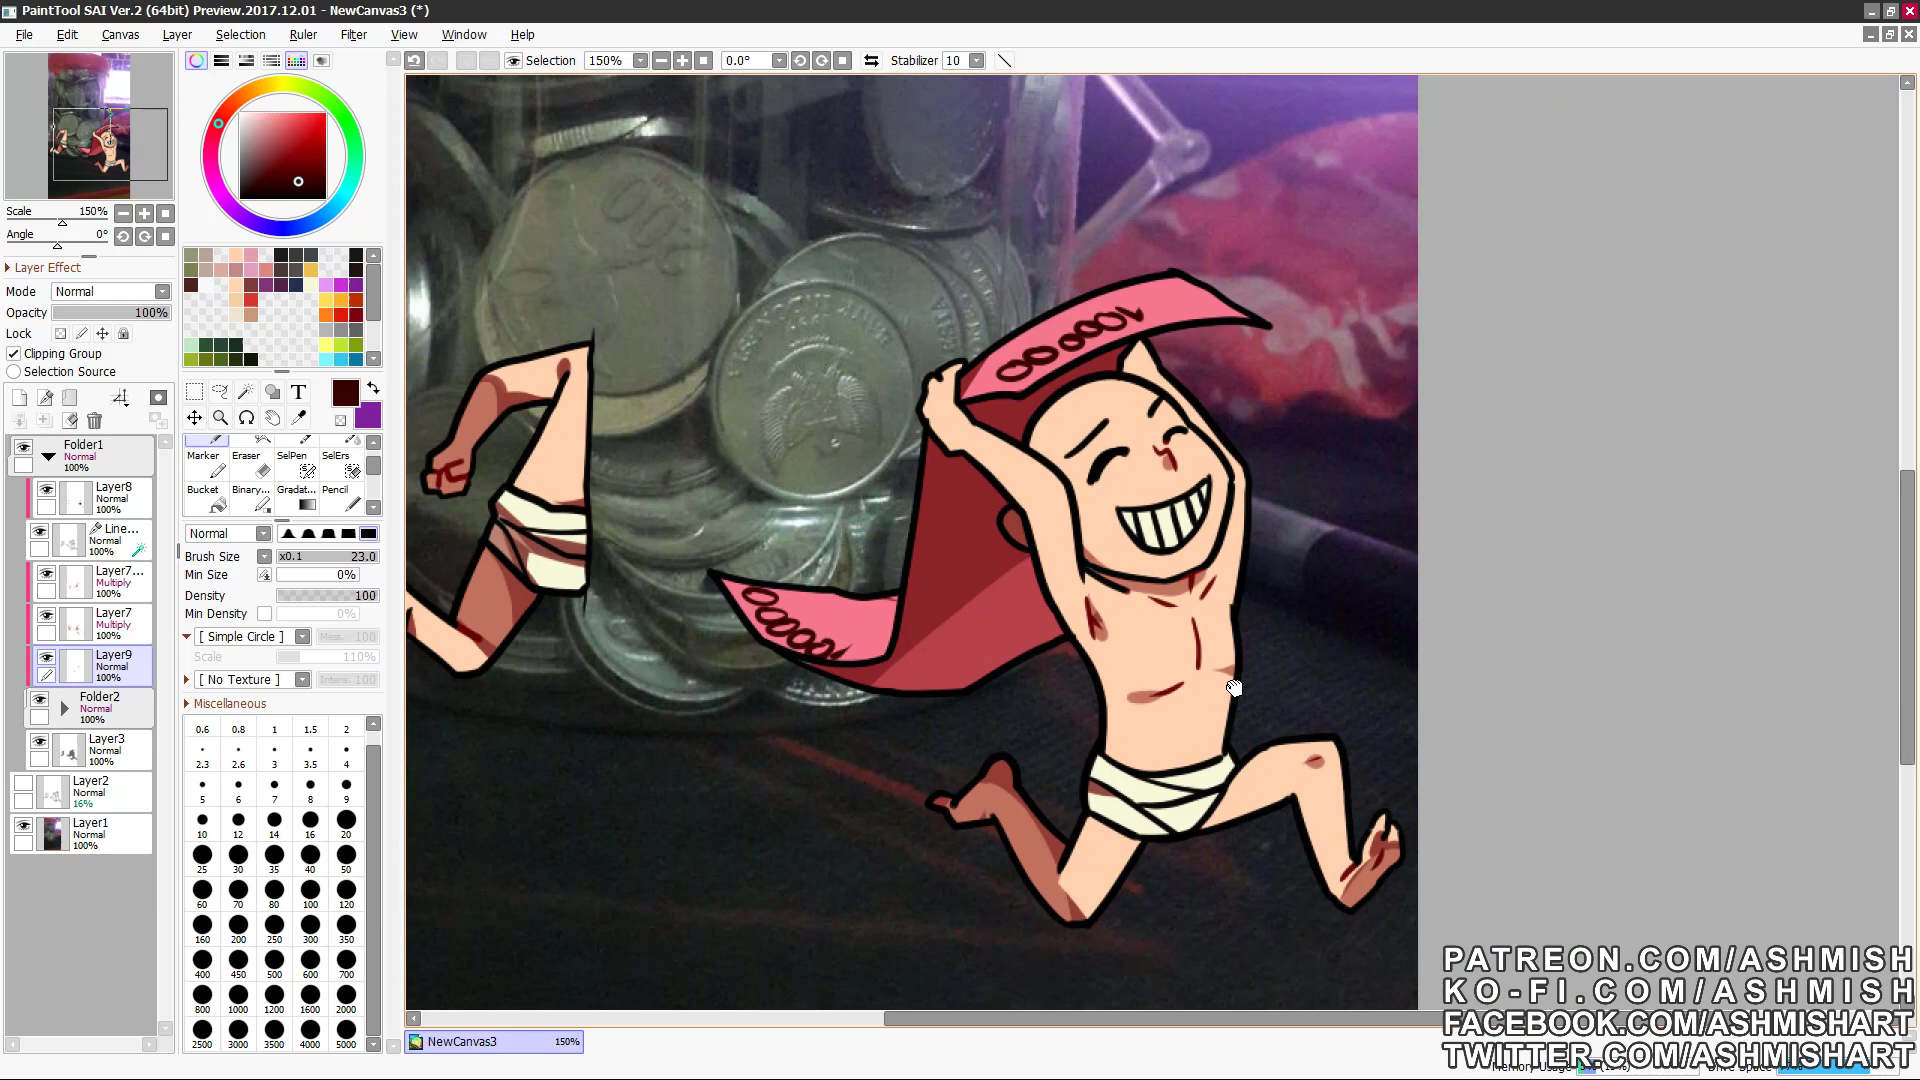 PaintTool SAI Ver.2 (64bit) Preview.2017.12.01 - NewCanvas3 (*)
File Edit Canvas Layer Selection Ruler Filter View Window Help
Selection 150% 0.0° Stabilizer 10
Scale 150%
Angle 0°
Layer Effect
Mode Normal
Opacity 100%
Lock
Clipping Group
Selection Source
Folder1
Normal
100%
Layer8
Normal
100%
Line...
Normal
100%
Layer7...
Multiply
100%
Layer7
Multiply
100%
Layer9
Normal
100%
Folder2
Normal
100%
Layer3
Normal
100%
Layer2
Normal
16%
Layer1
Normal
100%
T
Marker Eraser SelPen SelErs
Bucket Binary... Gradat... Pencil
Normal
Brush Size x0.1 23.0
Min Size 0%
Density 100
Min Density 0%
[ Simple Circle ] 100
Scale 110%
[ No Texture ] 100
Miscellaneous
0.6 0.8 1 1.5 2
2.3 2.6 3 3.5 4
5 6 7 8 9
10 12 14 16 20
25 30 35 40 50
60 70 80 100 120
160 200 250 300 350
400 450 500 600 700
800 1000 1200 1600 2000
2500 3000 3500 4000 5000
NewCanvas3 150%
PATREON.COM/ASHMISH
KO-FI.COM/ASHMISH
FACEBOOK.COM/ASHMISHART
TWITTER.COM/ASHMISHART